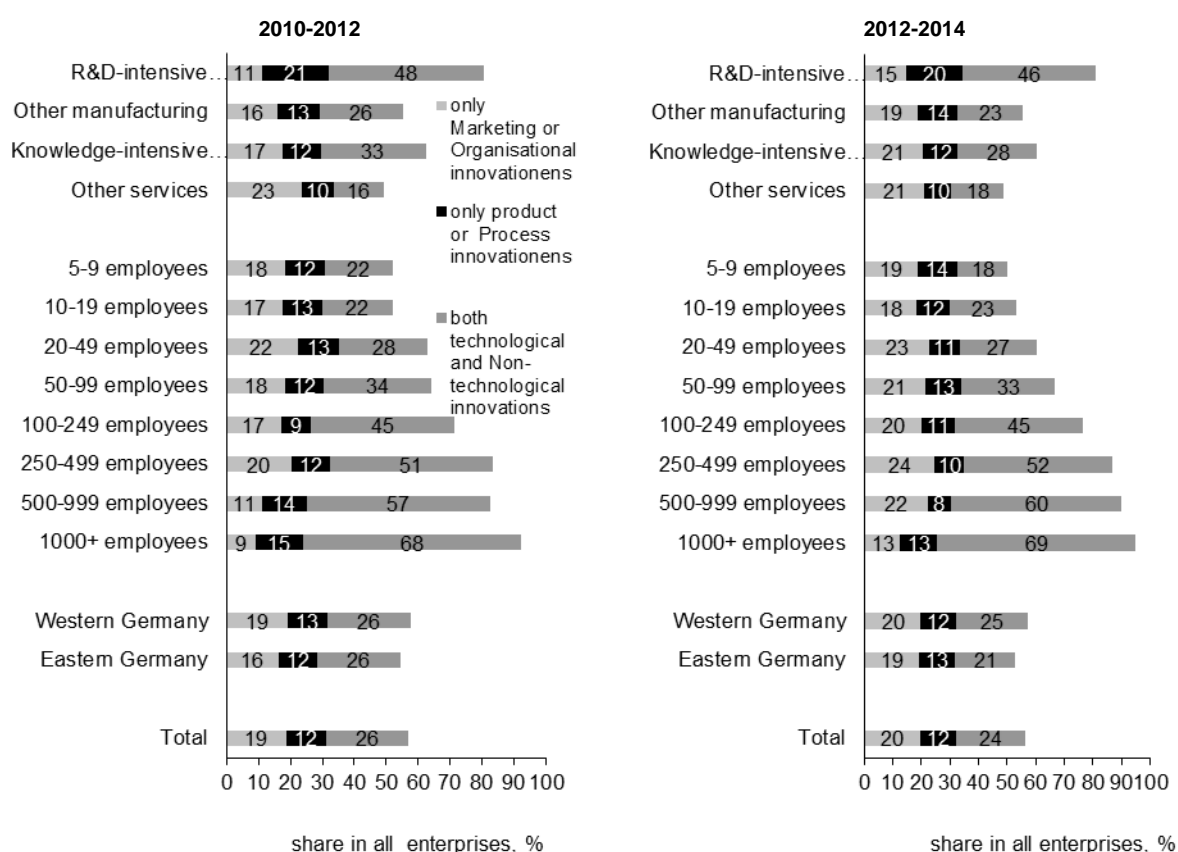 2010-2012
R&D-intensive... 11 21 48
Other manufacturing 16 13 26
Knowledge-intensive... 17 12 33
Other services 23 10 16
5-9 employees 18 12 22
10-19 employees 17 13 22
20-49 employees 22 13 28
50-99 employees 18 12 34
100-249 employees 17 9 45
250-499 employees 20 12 51
500-999 employees 11 14 57
1000+ employees 9 15 68
Western Germany 19 13 26
Eastern Germany 16 12 26
Total 19 12 26
0 10 20 30 40 50 60 70 80 90 100
share in all enterprises, %
only
Marketing or
Organisational
innovationens
only product
or Process
innovationens
both
technological
and Non-
technological
innovations
2012-2014
R&D-intensive... 15 20 46
Other manufacturing 19 14 23
Knowledge-intensive... 21 12 28
Other services 21 10 18
5-9 employees 19 14 18
10-19 employees 18 12 23
20-49 employees 23 11 27
50-99 employees 21 13 33
100-249 employees 20 11 45
250-499 employees 24 10 52
500-999 employees 22 8 60
1000+ employees 13 13 69
Western Germany 20 12 25
Eastern Germany 19 13 21
Total 20 12 24
0 10 20 30 40 50 60 70 80 90100
share in all enterprises, %